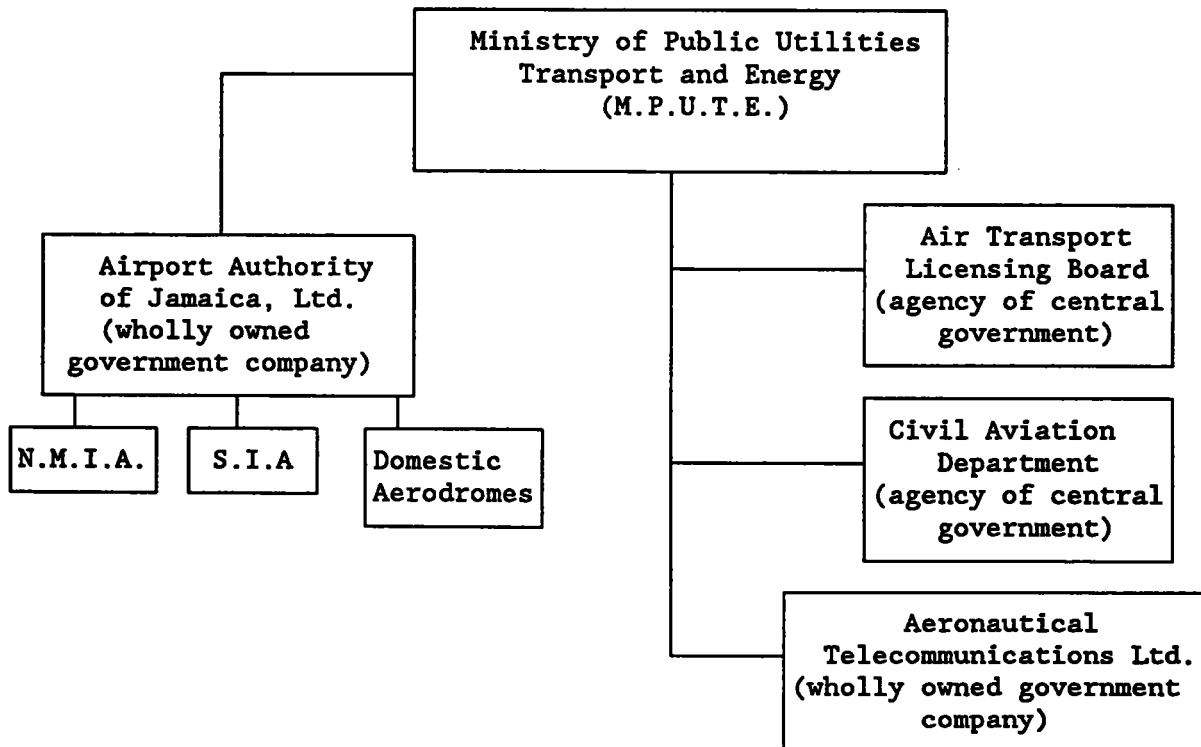 Ministry of Public Utilities
Transport and Energy
(M.P.U.T.E.)
Airport Authority
of Jamaica, Ltd.
(wholly owned
government company)
N.M.I.A.
S.I.A
Domestic
Aerodromes
Air Transport
Licensing Board
(agency of central
government)
Civil Aviation
Department
(agency of central
government)
Aeronautical
Telecommunications Ltd.
(wholly owned government
company)